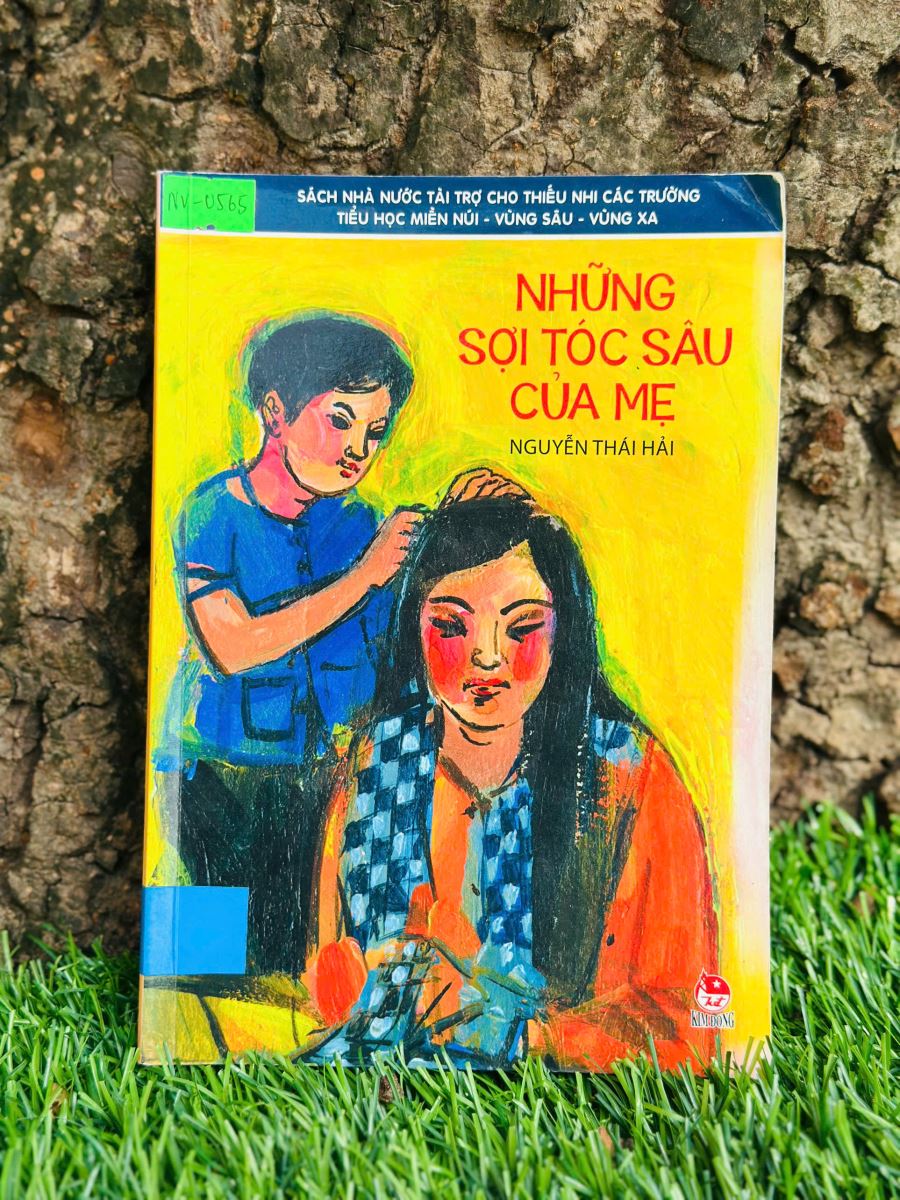 NV-0565
SÁCH NHÀ NƯỚC TÀI TRỢ CHO THIẾU NHI CÁC TRƯỜNG
TIỂU HỌC MIỀN NÚI - VÙNG SÂU - VÙNG XA
NHỮNG
SỢI TÓC SÂU
CỦA MẸ
NGUYỄN THÁI HẢI
KIM ĐỒNG